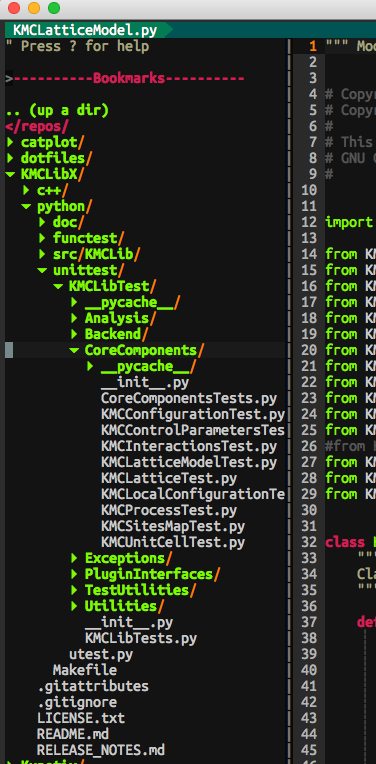 KMCLatticeModel.py
" Press ? for help
>----------Bookmarks----------
.. (up a dir)
</repos/
catplot/
dotfiles/
KMCLibX/
c++/
python/
doc/
functest/
src/KMCLib/
unittest/
KMCLibTest/
__pycache__/
Analysis/
Backend/
CoreComponents/
__pycache__/
__init__.py
CoreComponentsTests.py
KMCConfigurationTest.py
KMCControlParametersTes
KMCInteractionsTest.py
KMCLatticeModelTest.py
KMCLatticeTest.py
KMCLocalConfigurationTe
KMCProcessTest.py
KMCSitesMapTest.py
KMCUnitCellTest.py
Exceptions/
PluginInterfaces/
TestUtilities/
Utilities/
__init__.py
KMCLibTests.py
utest.py
Makefile
.gitattributes
.gitignore
LICENSE.txt
README.md
RELEASE_NOTES.md
1 """ Mod
2
3
4 # Copyr
5 # Copyr
6 #
7 # This
8 # GNU G
9 #
10
11
12 import
13
14 from KM
15 from KM
16 from KM
17 from KM
18 from KM
19 from KM
20 from KM
21 from KM
22 from KM
23 from KM
24 from KM
25 from KM
26 #from
27 from KM
28 from KM
29 from KM
30
31
32 class
33 """
34 Cla
35 """
36
37 de
38
39
40
41
42
43
44
45